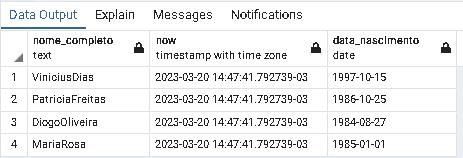 Data Output Explain Messages Notifications
nome_completo now data_nascimento
text timestamp with time zone date
1 ViniciusDias 2023-03-20 14:47:41.792739-03 1997-10-15
2 PatriciaFreitas 2023-03-20 14:47:41.792739-03 1986-10-25
3 DiogoOliveira 2023-03-20 14:47:41.792739-03 1984-08-27
4 MariaRosa 2023-03-20 14:47:41.792739-03 1985-01-01